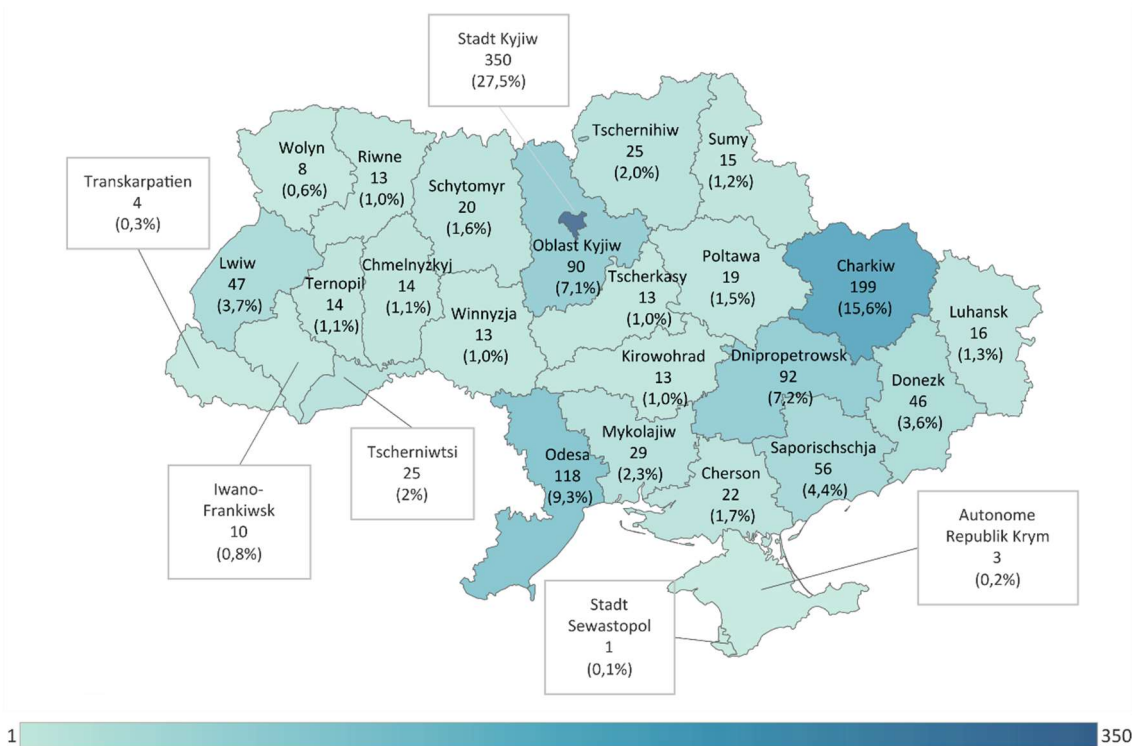 Stadt Kyjiw
350
(27,5%)
Tschernihiw
25
(2,0%)
Sumy
15
(1,2%)
Wolyn
8
(0,6%)
Riwne
13
(1,0%)
Schytomyr
20
(1,6%)
Transkarpatien
4
(0,3%)
Oblast Kyjiw
90
(7,1%)
Lwiw
47
(3,7%)
Ternopil
14
(1,1%)
Chmelnyzkyj
14
(1,1%)
Winnyzja
13
(1,0%)
Tscherkasy
13
(1,0%)
Poltawa
19
(1,5%)
Charkiw
199
(15,6%)
Luhansk
16
(1,3%)
Kirowohrad
13
(1,0%)
Dnipropetrowsk
92
(7,2%)
Donezk
46
(3,6%)
Tscherniwtsi
25
(2%)
Odesa
118
(9,3%)
Mykolajiw
29
(2,3%)
Cherson
22
(1,7%)
Saporischschja
56
(4,4%)
Iwano-
Frankiwsk
10
(0,8%)
Autonome
Republik Krym
3
(0,2%)
Stadt
Sewastopol
1
(0,1%)
1
350